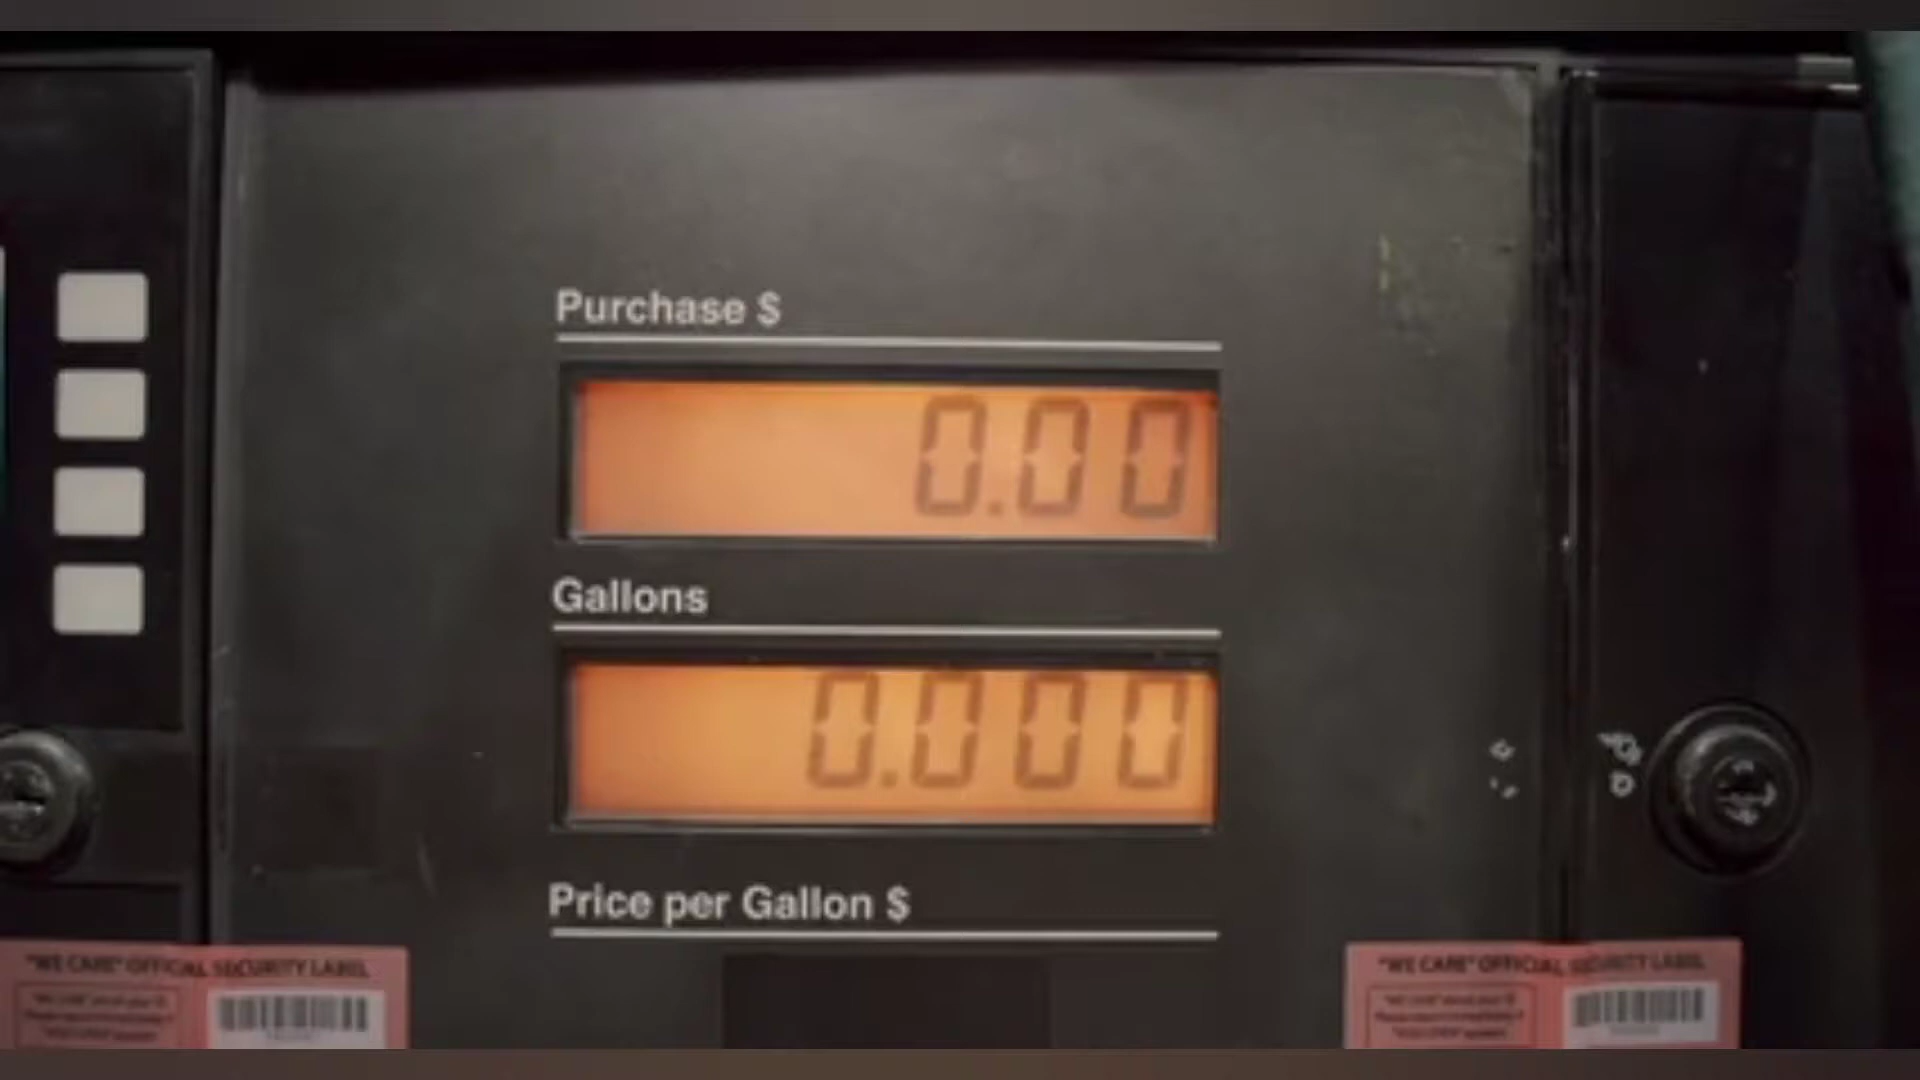 Purchase $
0.00
Gallons
0.000
Price per Gallon $
"WE CARE" OFFICIAL SECURITY LABEL
"WE CARE" OFFICIAL SECURITY LABEL